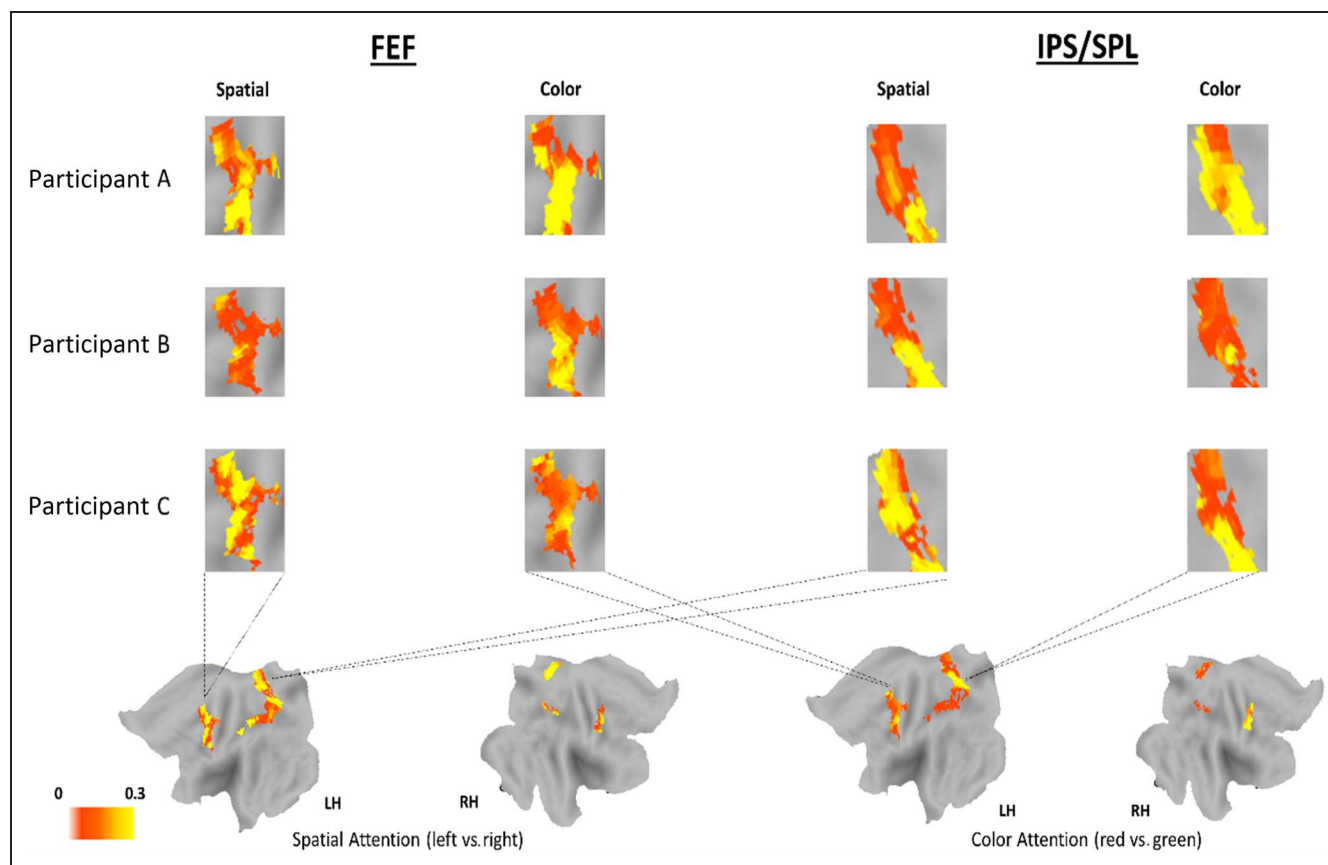 FEF
IPS/SPL
Spatial
Color
Spatial
Color
Participant A
Participant B
Participant C
0
0.3
LH
RH
LH
RH
Spatial Attention (left vs. right)
Color Attention (red vs. green)